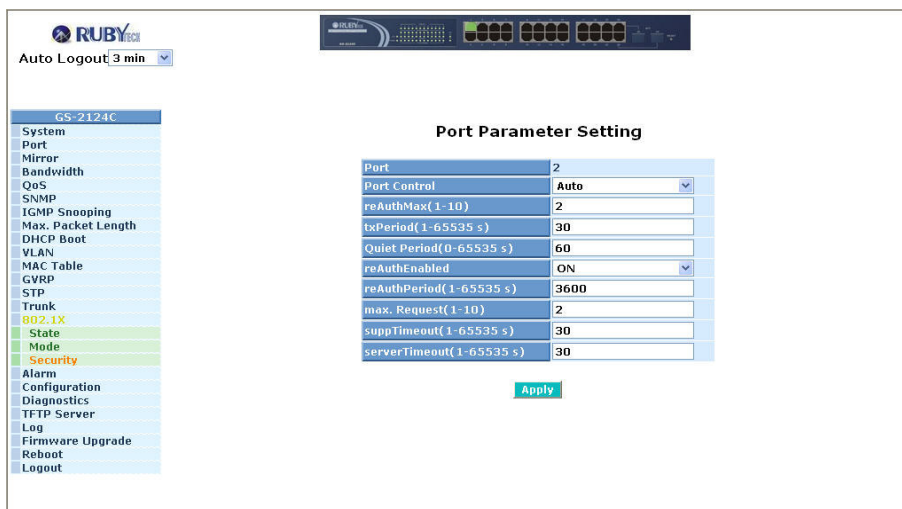 RUBYTECH
Auto Logout 3 min
GS-2124C
System
Port
Mirror
Bandwidth
QoS
SNMP
IGMP Snooping
Max. Packet Length
DHCP Boot
VLAN
MAC Table
GVRP
STP
Trunk
802.1X
State
Mode
Security
Alarm
Configuration
Diagnostics
TFTP Server
Log
Firmware Upgrade
Reboot
Logout
Port Parameter Setting
Port 2
Port Control Auto
reAuthMax(1-10) 2
txPeriod(1-65535 s) 30
Quiet Period(0-65535 s) 60
reAuthEnabled ON
reAuthPeriod(1-65535 s) 3600
max. Request(1-10) 2
suppTimeout(1-65535 s) 30
serverTimeout(1-65535 s) 30
Apply